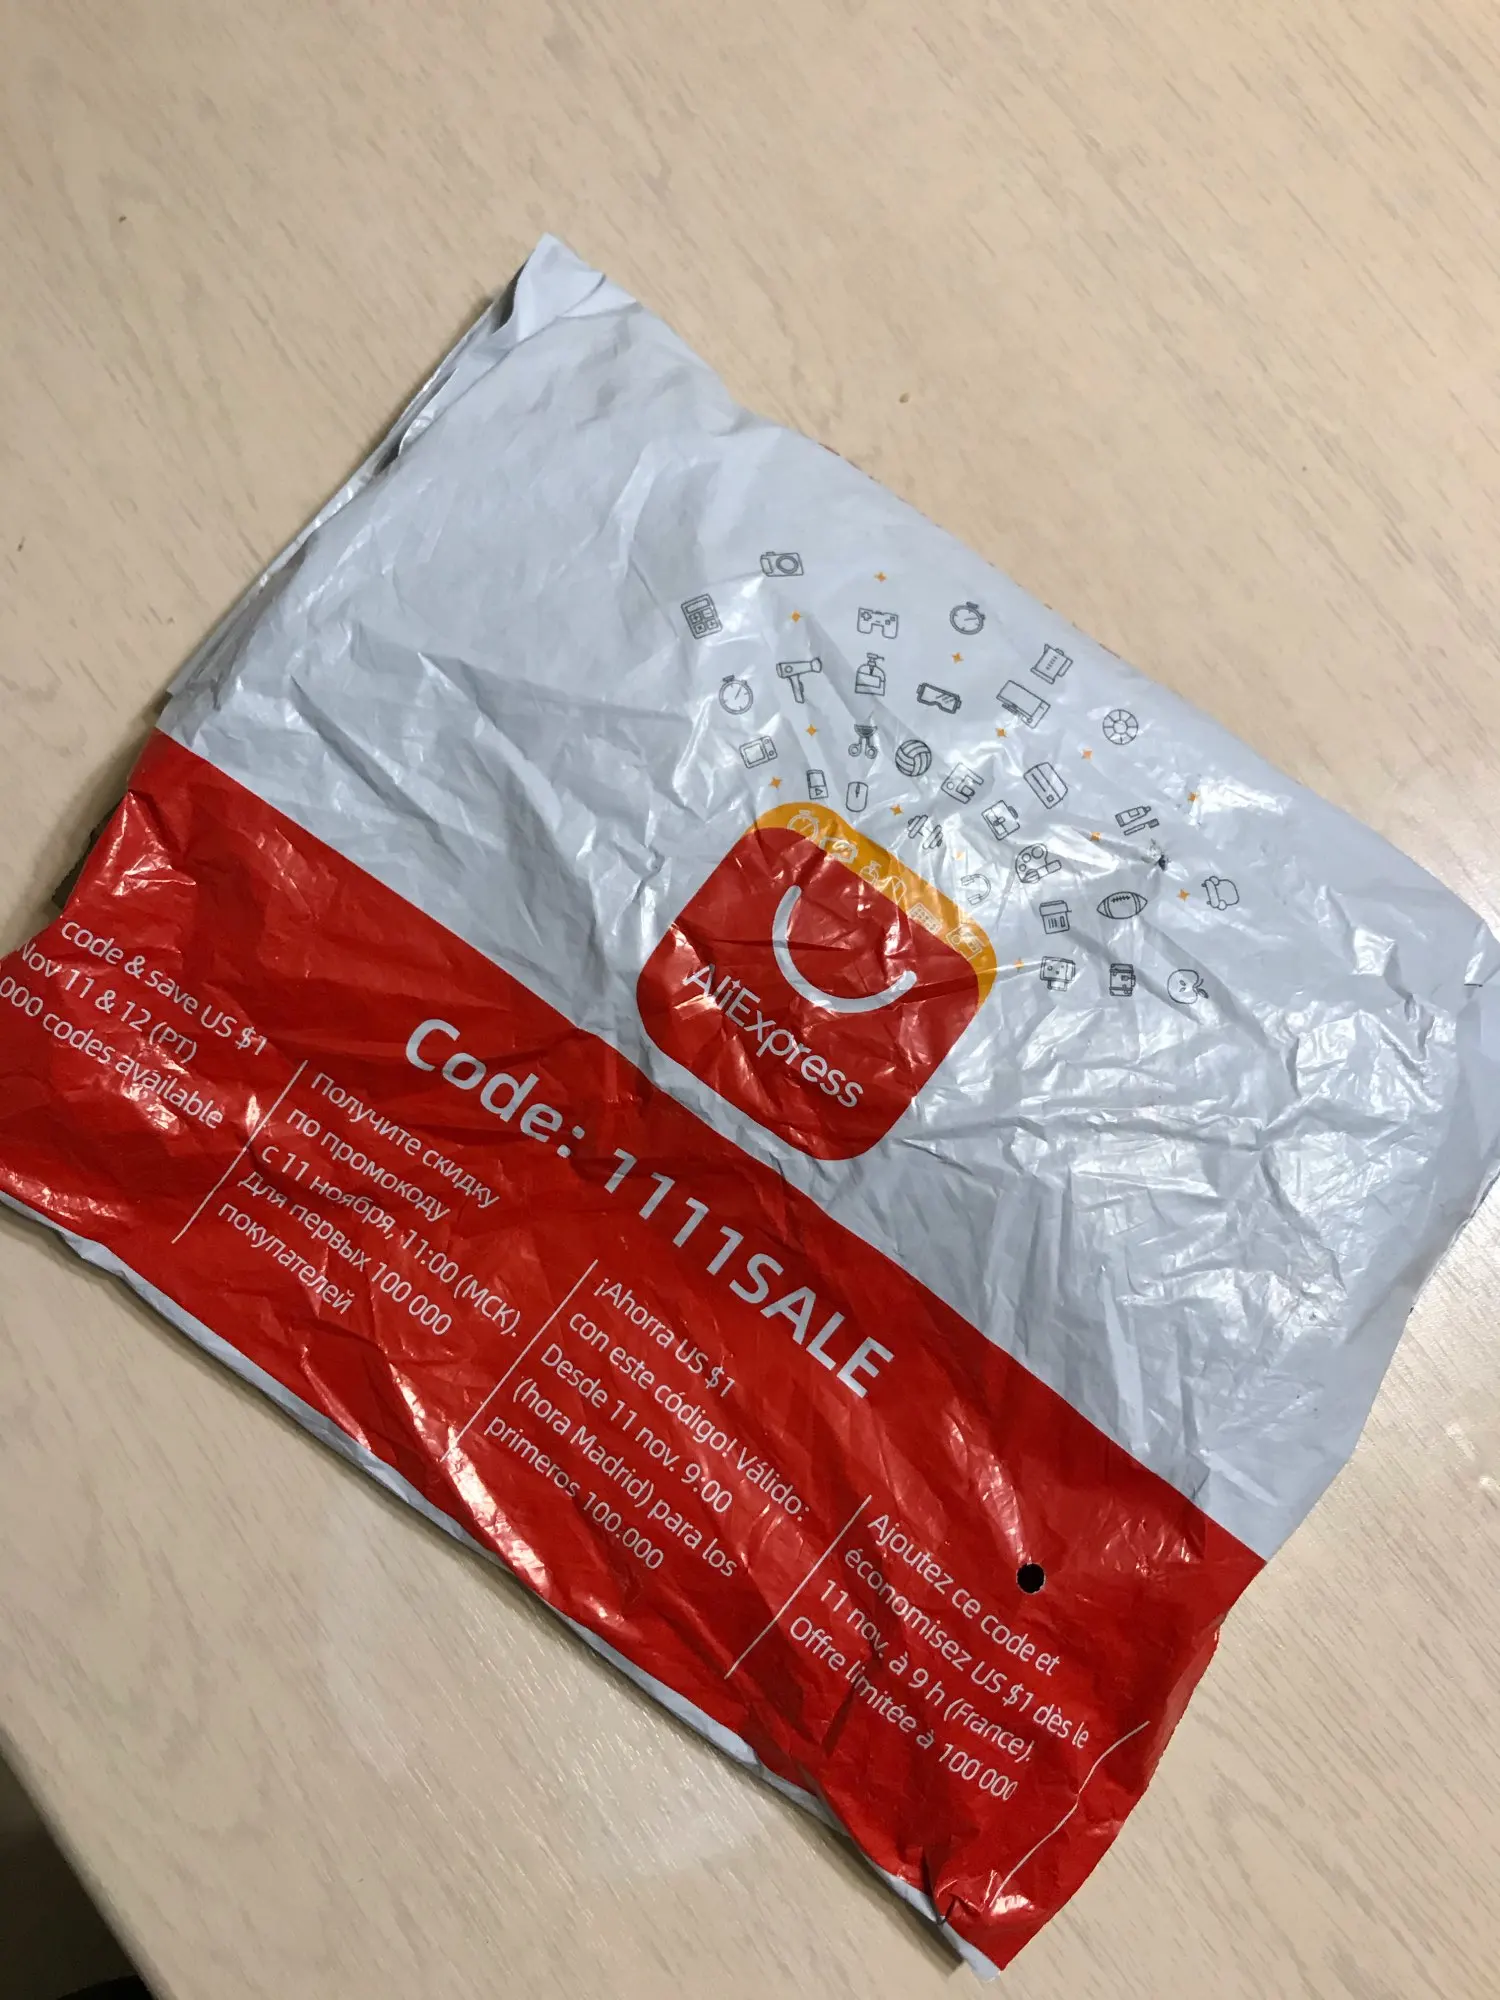 AliExpress
Code: 1111SALE
code & save US $1
Nov 11 & 12 (PT)
000 codes available
Получите скидку
по промокоду
с 11 ноября, 11:00 (МСК).
Для первых 100 000
покупателей
¡Ahorra US $1
con este código! Válido:
Desde 11 nov. 9:00
(hora Madrid) para los
primeros 100.000
Ajoutez ce code et
économisez US $1 dès le
11 nov. à 9 h (France).
Offre limitée à 100 000